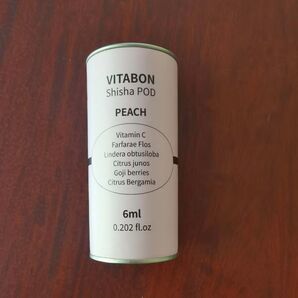 VITABON
Shisha POD
PEACH
Vitamin C
Farfarae Flos
Lindera obtusiloba
Citrus junos
Goji berries
Citrus Bergamia
6ml
0.202 fl.oz